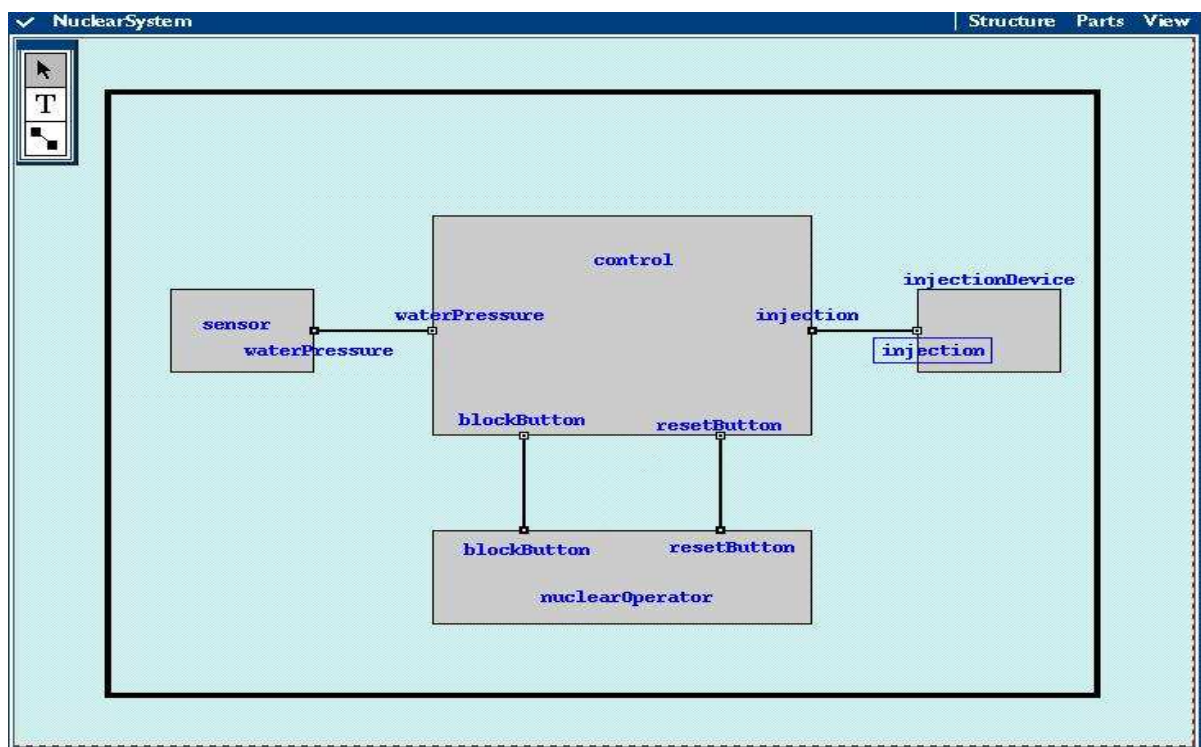 NuclearSystem
Structure Parts View
T
control
injectionDevice
waterPressure
injection
sensor
waterPressure
injection
blockButton
resetButton
blockButton
resetButton
nuclearOperator